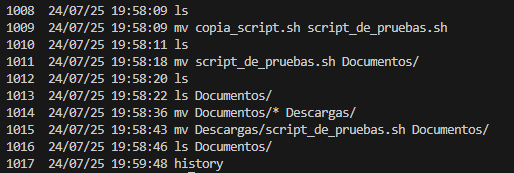 1008 24/07/25 19:58:09 ls
1009 24/07/25 19:58:09 mv copia_script.sh script_de_pruebas.sh
1010 24/07/25 19:58:11 ls
1011 24/07/25 19:58:18 mv script_de_pruebas.sh Documentos/
1012 24/07/25 19:58:20 ls
1013 24/07/25 19:58:22 ls Documentos/
1014 24/07/25 19:58:36 mv Documentos/* Descargas/
1015 24/07/25 19:58:43 mv Descargas/script_de_pruebas.sh Documentos/
1016 24/07/25 19:58:46 ls Documentos/
1017 24/07/25 19:59:48 history